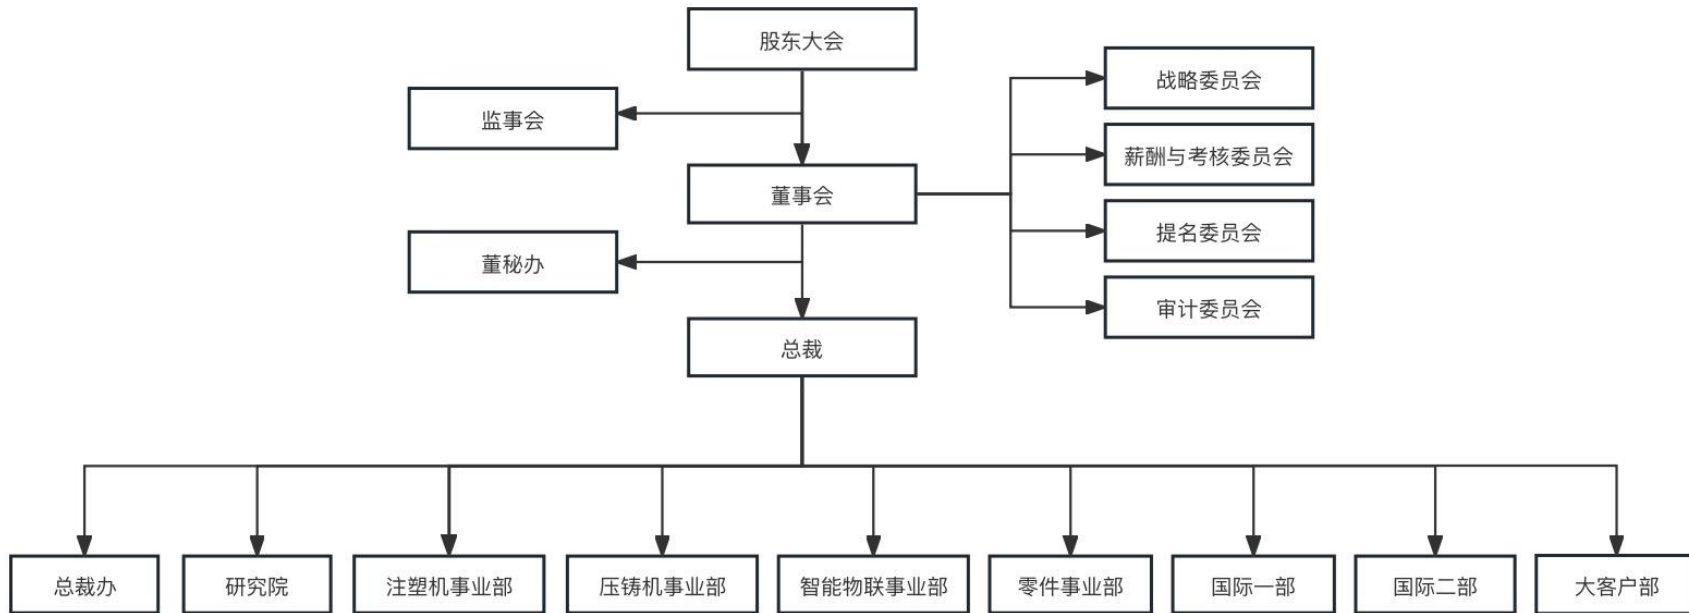 股东大会
战略委员会
监事会
薪酬与考核委员会
董事会
提名委员会
董秘办
审计委员会
总裁
总裁办
研究院
注塑机事业部
压铸机事业部
智能物联事业部
零件事业部
国际一部
国际二部
大客户部